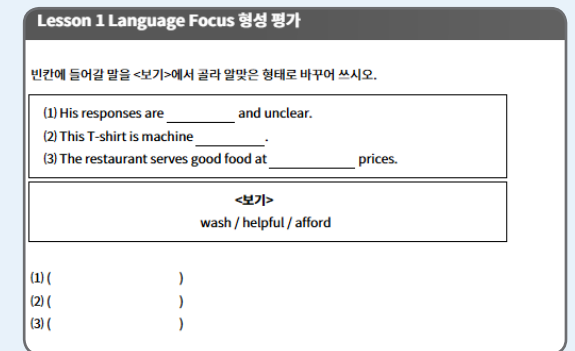 Lesson 1 Language Focus 형성 평가
빈칸에 들어갈 말을 <보기>에서 골라 알맞은 형태로 바꾸어 쓰시오.
(1) His responses are __________ and unclear.
(2) This T-shirt is machine __________.
(3) The restaurant serves good food at ____________ prices.
<보기>
wash / helpful / afford
(1) ( )
(2) ( )
(3) ( )